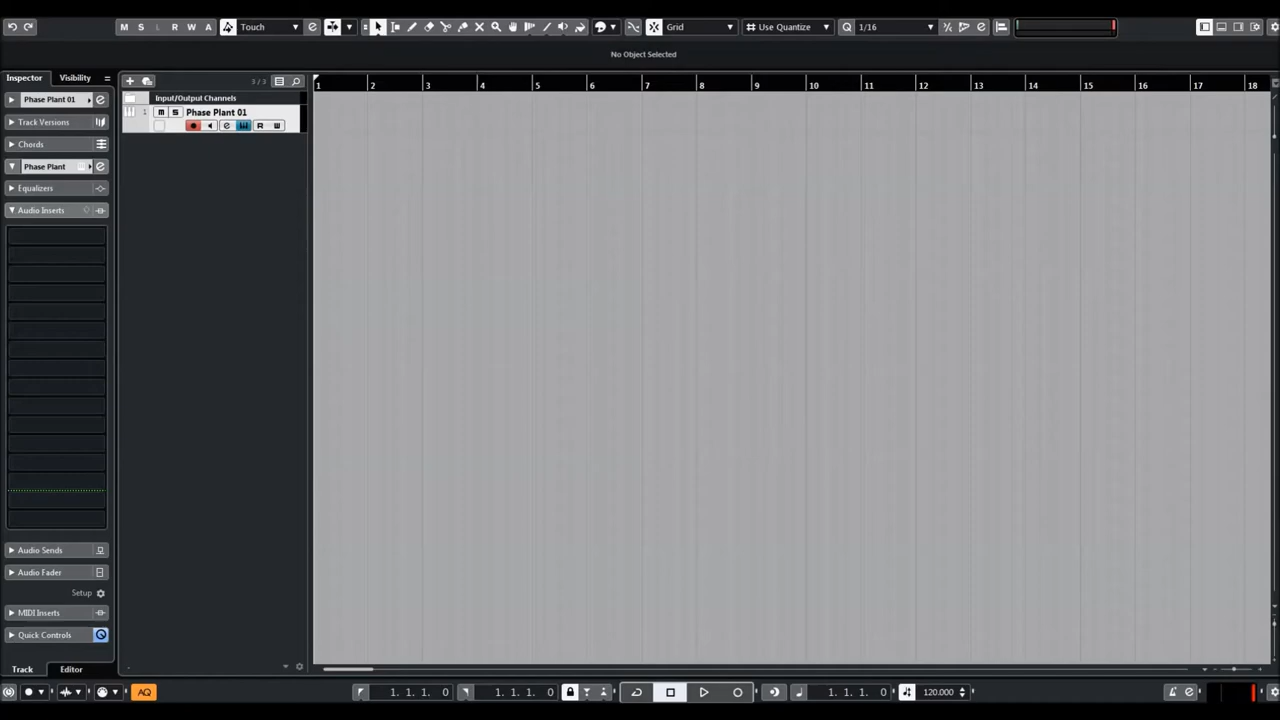 M S L R W A Touch Grid Use Quantize 1/16
No Object Selected
Inspector Visibility 3 / 3
1 2 3 4 5 6 7 8 9 10 11 12 13 14 15 16 17 18
Phase Plant 01
Input/Output Channels
1 m S Phase Plant 01
R W
Track Versions
Chords
Phase Plant
Equalizers
Audio Inserts
Audio Sends
Audio Fader
Setup
MIDI Inserts
Quick Controls
Track Editor
AQ 1. 1. 1. 0 1. 1. 1. 0 1. 1. 1. 0 120.000